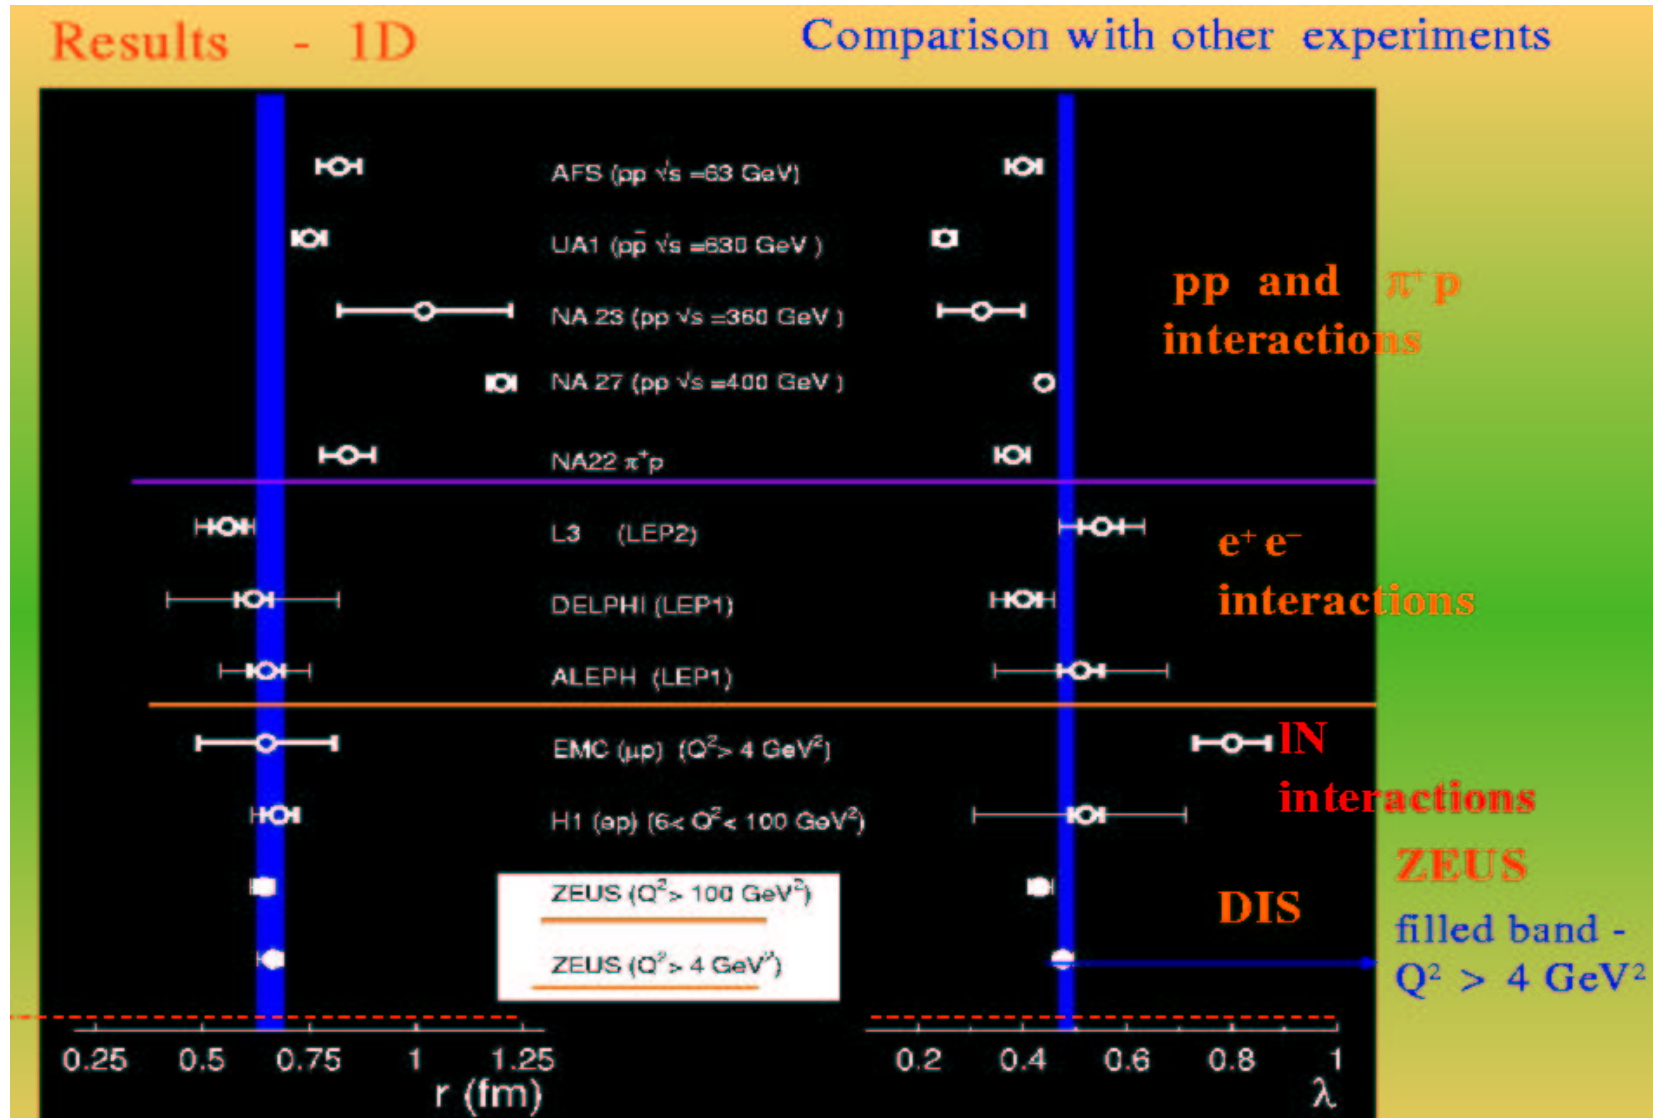 Results - 1D
Comparison with other experiments
AFS (pp √s =63 GeV)
UA1 (pp̄ √s =630 GeV )
NA 23 (pp √s =360 GeV )
NA 27 (pp √s =400 GeV )
NA22 π⁺p
pp and π⁺p
interactions
L3 (LEP2)
DELPHI (LEP1)
ALEPH (LEP1)
e⁺ e⁻
interactions
EMC (μp) (Q²> 4 GeV²)
H1 (ep) (6< Q²< 100 GeV²)
lN
interactions
ZEUS (Q²> 100 GeV²)
ZEUS (Q²> 4 GeV²)
DIS
ZEUS
filled band -
Q² > 4 GeV²
0.25 0.5 0.75 1 1.25
r (fm)
0.2 0.4 0.6 0.8 1
λ